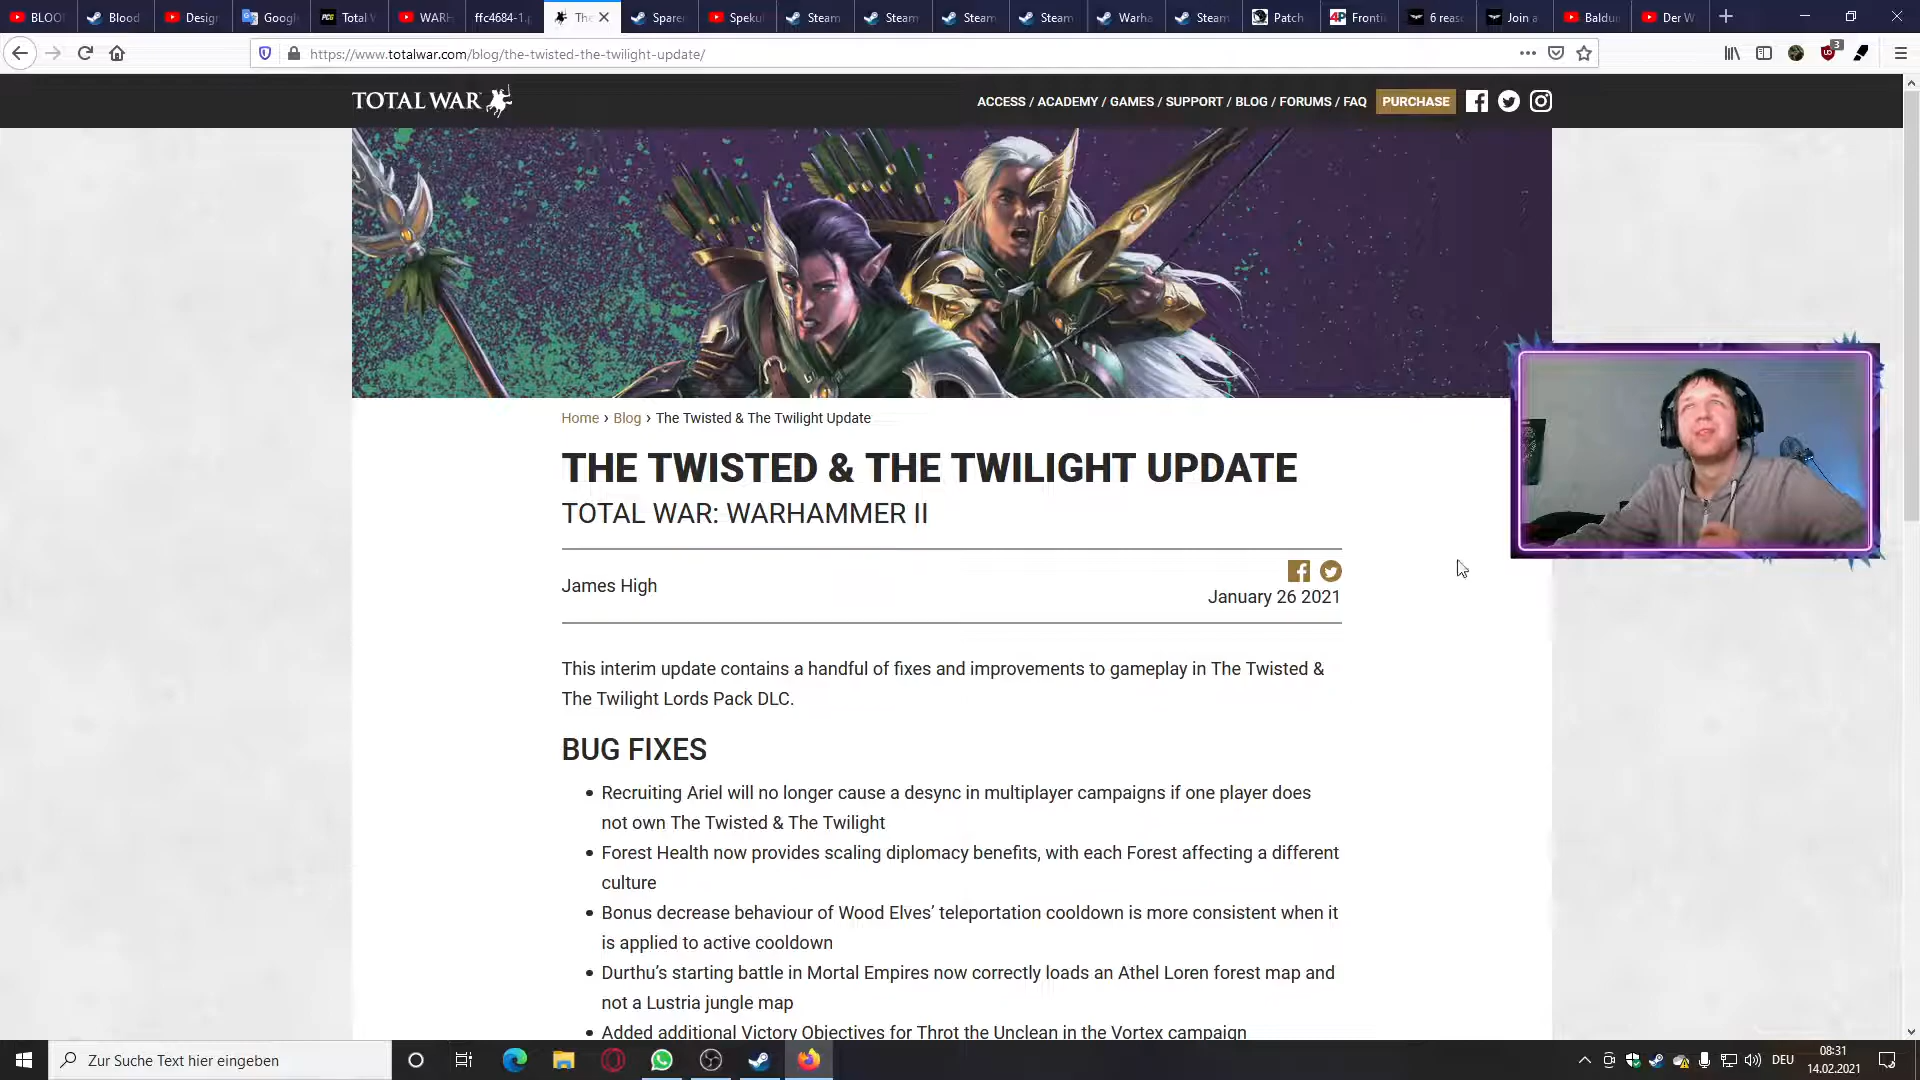 BLOO
Blood
Design
Google
Total W
WARH
ffc4684-1.p
The
Spare
Speku
Steam
Steam
Steam
Steam
Warha
Steam
Patch
Fronti
6 reas
Join a
Baldu
Der W
https://www.totalwar.com/blog/the-twisted-the-twilight-update/
3
TOTAL WAR
ACCESS / ACADEMY / GAMES / SUPPORT / BLOG / FORUMS / FAQ
PURCHASE
Home › Blog › The Twisted & The Twilight Update
THE TWISTED & THE TWILIGHT UPDATE
TOTAL WAR: WARHAMMER II
James High
January 26 2021
This interim update contains a handful of fixes and improvements to gameplay in The Twisted &
The Twilight Lords Pack DLC.
BUG FIXES
• Recruiting Ariel will no longer cause a desync in multiplayer campaigns if one player does
not own The Twisted & The Twilight
• Forest Health now provides scaling diplomacy benefits, with each Forest affecting a different
culture
• Bonus decrease behaviour of Wood Elves’ teleportation cooldown is more consistent when it
is applied to active cooldown
• Durthu’s starting battle in Mortal Empires now correctly loads an Athel Loren forest map and
not a Lustria jungle map
• Added additional Victory Objectives for Throt the Unclean in the Vortex campaign
Zur Suche Text hier eingeben
DEU
08:31
14.02.2021